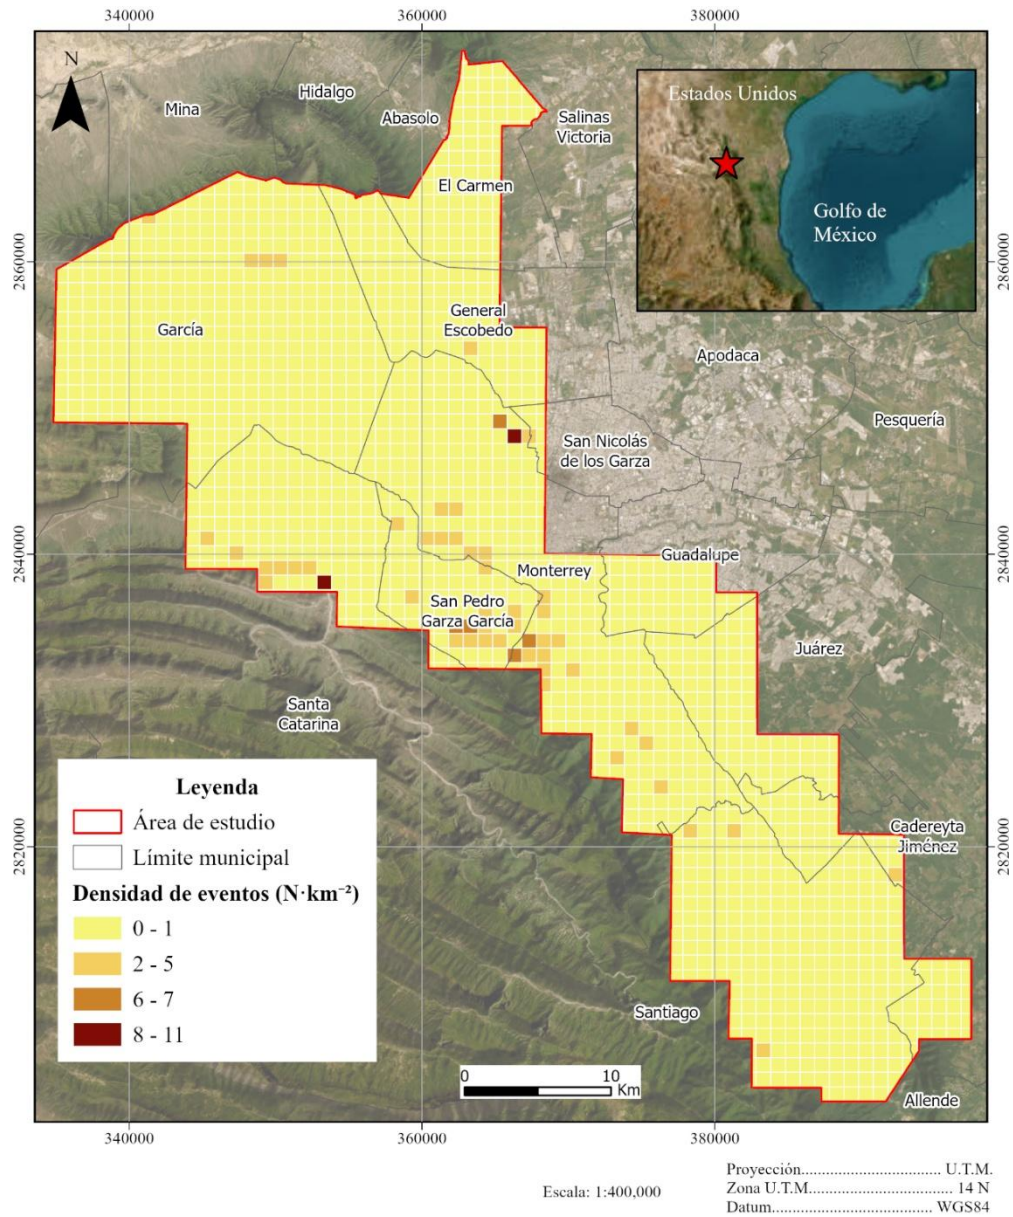 340000
360000
380000
N
Mina
Hidalgo
Abasolo
Salinas
Victoria
El Carmen
Estados Unidos
Golfo de
México
2860000
2860000
García
General
Escobedo
Apodaca
Pesquería
San Nicolás
de los Garza
2840000
2840000
Guadalupe
Monterrey
San Pedro
Garza García
Juárez
Santa
Catarina
Leyenda
Área de estudio
Límite municipal
Densidad de eventos (N·km⁻²)
0 - 1
2 - 5
6 - 7
8 - 11
Cadereyta
Jiménez
2820000
2820000
Santiago
0 10
Km
Allende
340000
360000
380000
Escala: 1:400,000
Proyección................................ U.T.M.
Zona U.T.M.................................. 14 N
Datum...................................... WGS84